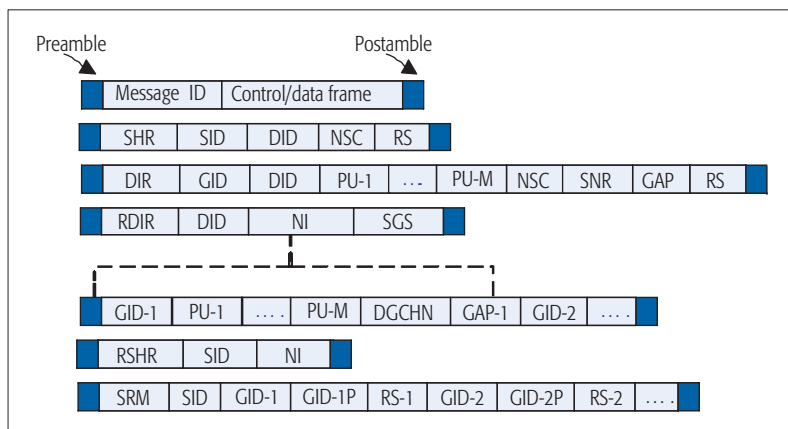 Preamble Postamble
Message ID Control/data frame
SHR SID DID NSC RS
DIR GID DID PU-1 ... PU-M NSC SNR GAP RS
RDIR DID NI SGS
GID-1 PU-1 .... PU-M DGCHN GAP-1 GID-2 ....
RSHR SID NI
SRM SID GID-1 GID-1P RS-1 GID-2 GID-2P RS-2 ....